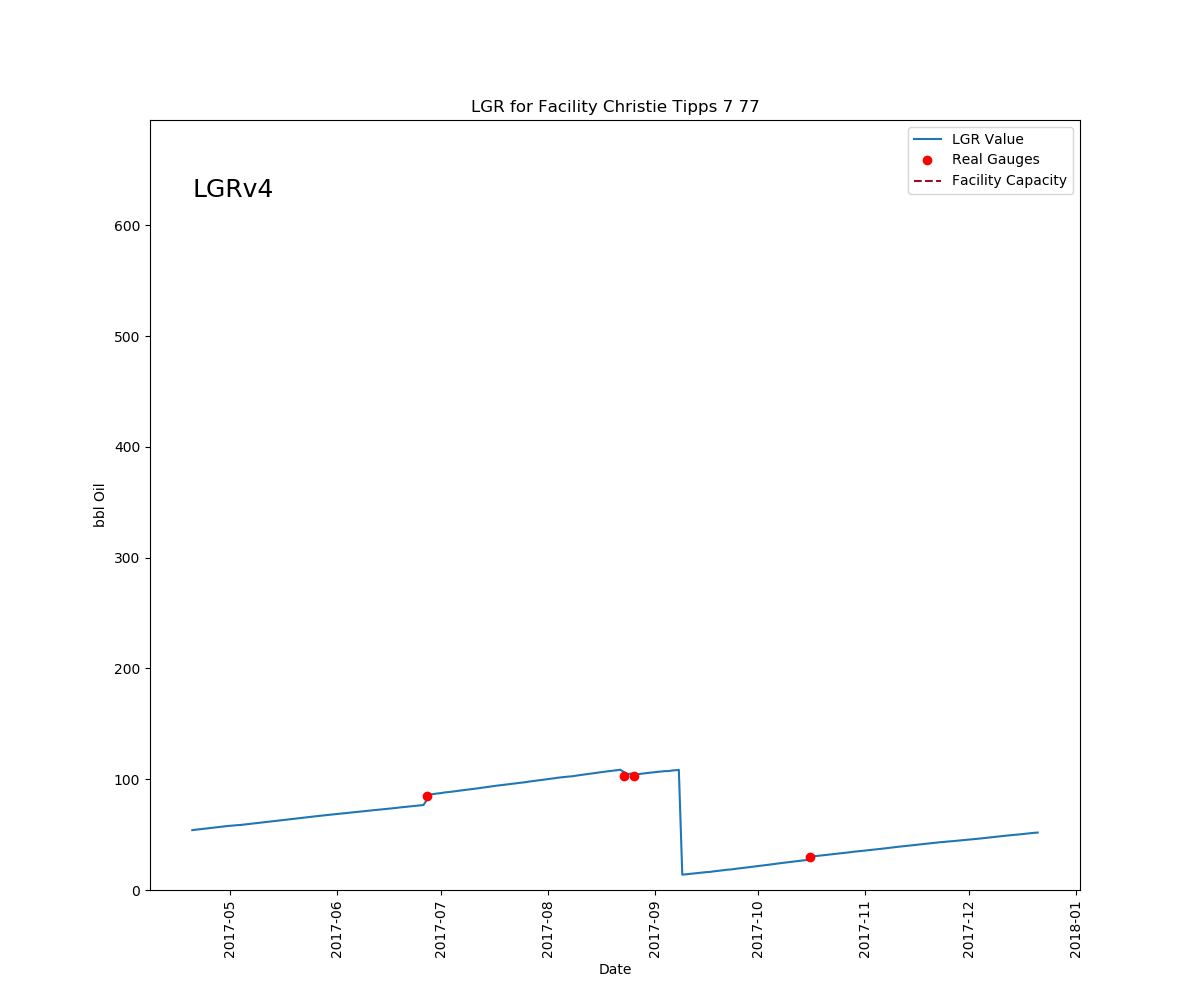 LGR for Facility Christie Tipps 7 77
LGR Value
Real Gauges
Facility Capacity
LGRv4
600
500
400
300
200
100
0
bbl Oil
2017-05
2017-06
2017-07
2017-08
2017-09
2017-10
2017-11
2017-12
2018-01
Date